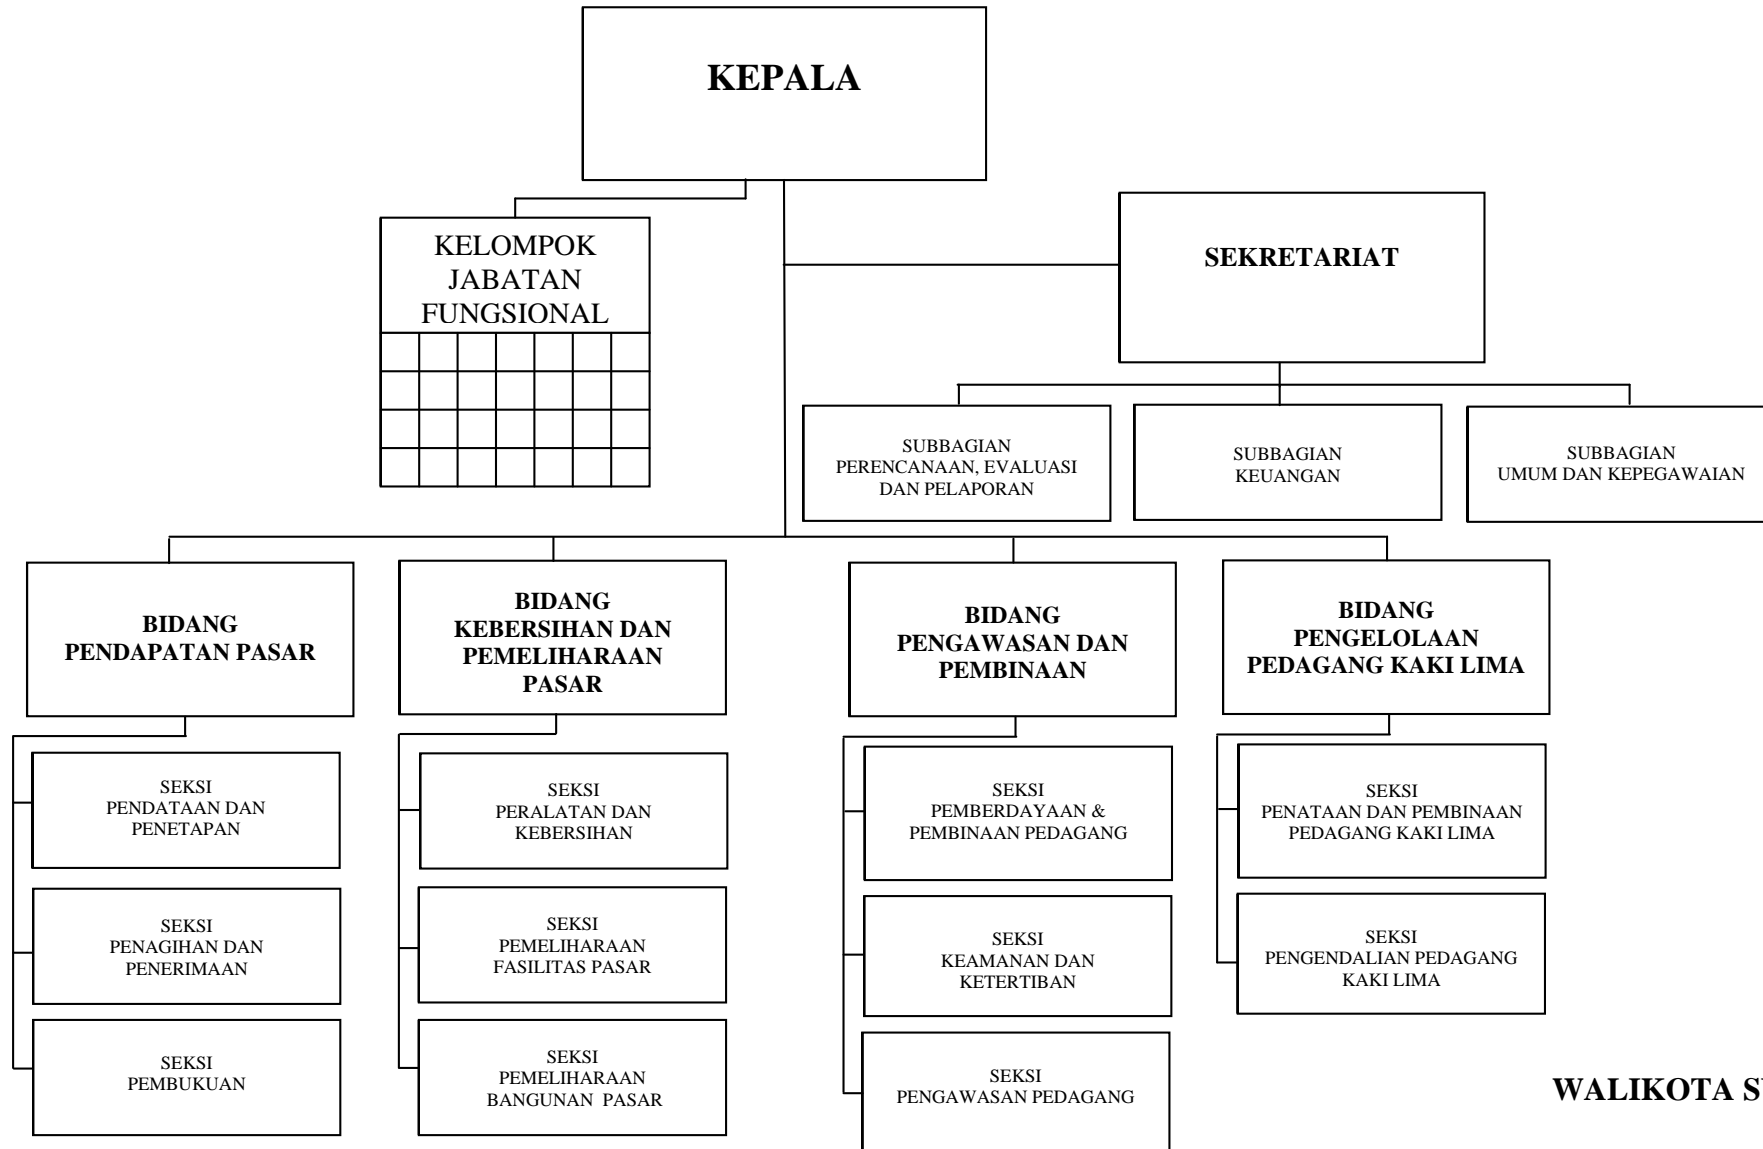 KEPALA
KELOMPOK
JABATAN
FUNGSIONAL
SEKRETARIAT
SUBBAGIAN
PERENCANAAN, EVALUASI
DAN PELAPORAN
SUBBAGIAN
KEUANGAN
SUBBAGIAN
UMUM DAN KEPEGAWAIAN
BIDANG
PENDAPATAN PASAR
BIDANG
KEBERSIHAN DAN
PEMELIHARAAN
PASAR
BIDANG
PENGAWASAN DAN
PEMBINAAN
BIDANG
PENGELOLAAN
PEDAGANG KAKI LIMA
SEKSI
PENDATAAN DAN
PENETAPAN
SEKSI
PENAGIHAN DAN
PENERIMAAN
SEKSI
PEMBUKUAN
SEKSI
PERALATAN DAN
KEBERSIHAN
SEKSI
PEMELIHARAAN
FASILITAS PASAR
SEKSI
PEMELIHARAAN
BANGUNAN PASAR
SEKSI
PEMBERDAYAAN &
PEMBINAAN PEDAGANG
SEKSI
KEAMANAN DAN
KETERTIBAN
SEKSI
PENGAWASAN PEDAGANG
SEKSI
PENATAAN DAN PEMBINAAN
PEDAGANG KAKI LIMA
SEKSI
PENGENDALIAN PEDAGANG
KAKI LIMA
WALIKOTA